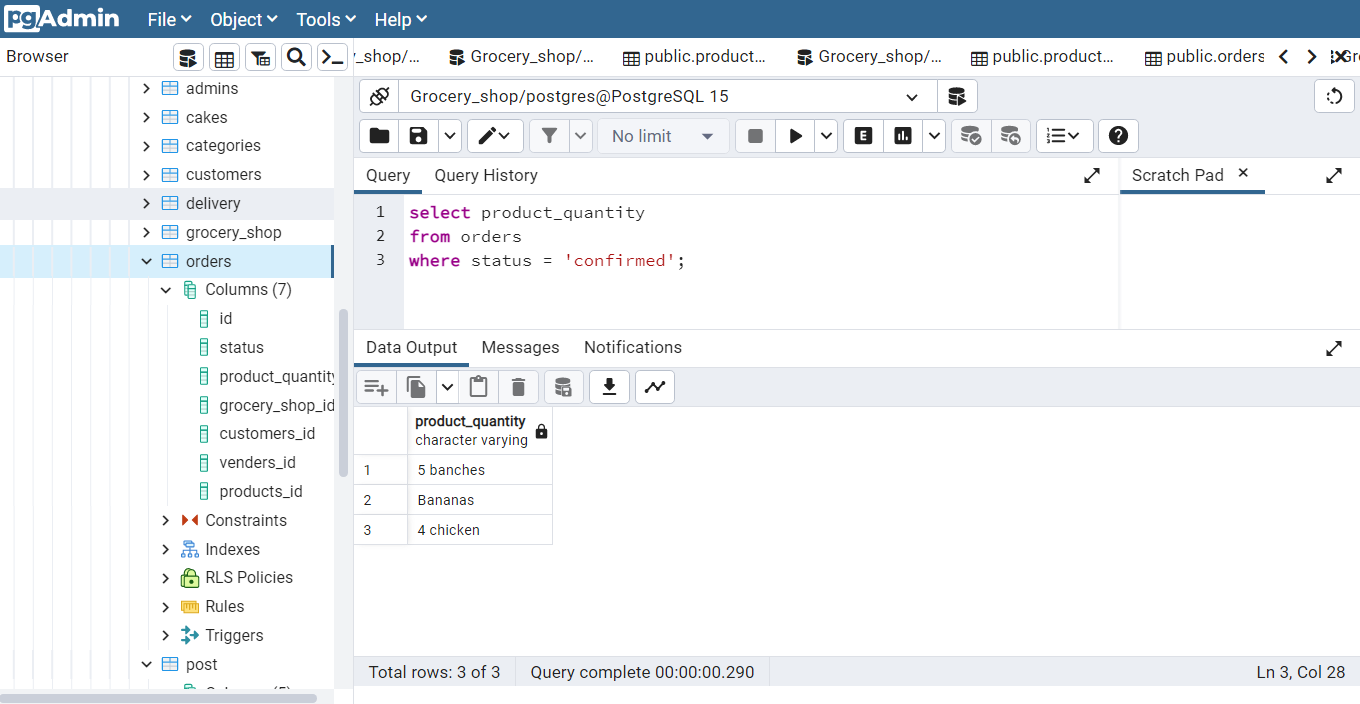 pgAdmin File Object Tools Help
Browser
_shop/... Grocery_shop/... public.product... Grocery_shop/... public.product... public.orders
admins
cakes
categories
customers
delivery
grocery_shop
orders
Columns (7)
id
status
product_quantity
grocery_shop_id
customers_id
venders_id
products_id
Constraints
Indexes
RLS Policies
Rules
Triggers
post
Grocery_shop/postgres@PostgreSQL 15
No limit
E
Query Query History
Scratch Pad
1 select product_quantity
2 from orders
3 where status = 'confirmed';
Data Output Messages Notifications
product_quantity
character varying
1 5 banches
2 Bananas
3 4 chicken
Total rows: 3 of 3 Query complete 00:00:00.290 Ln 3, Col 28